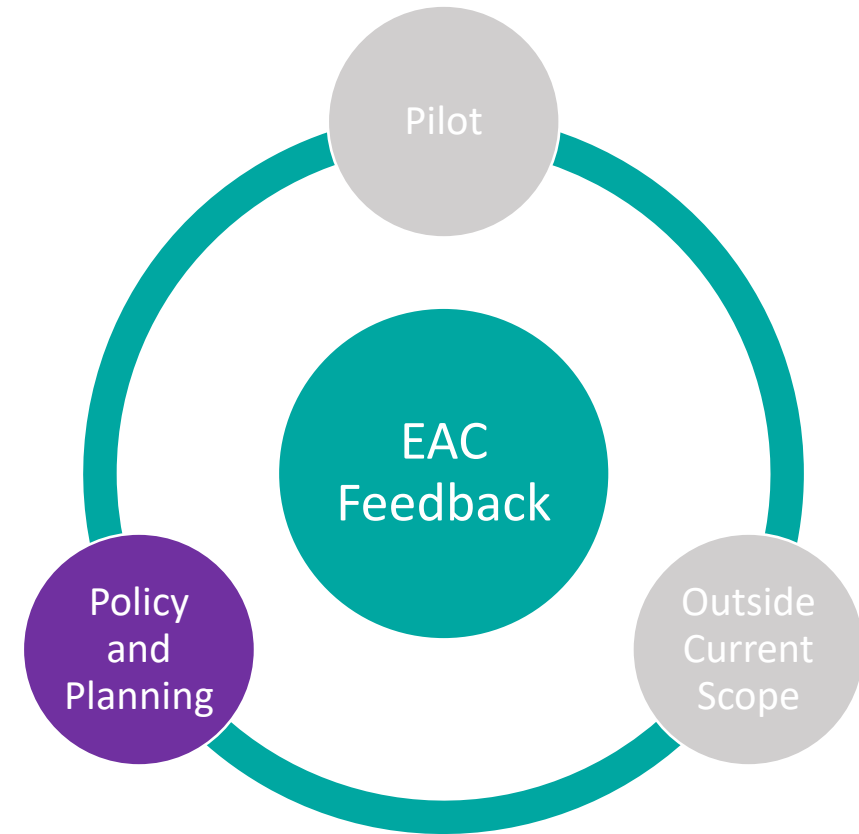 Pilot
EAC
Feedback
Policy
and
Planning
Outside
Current
Scope